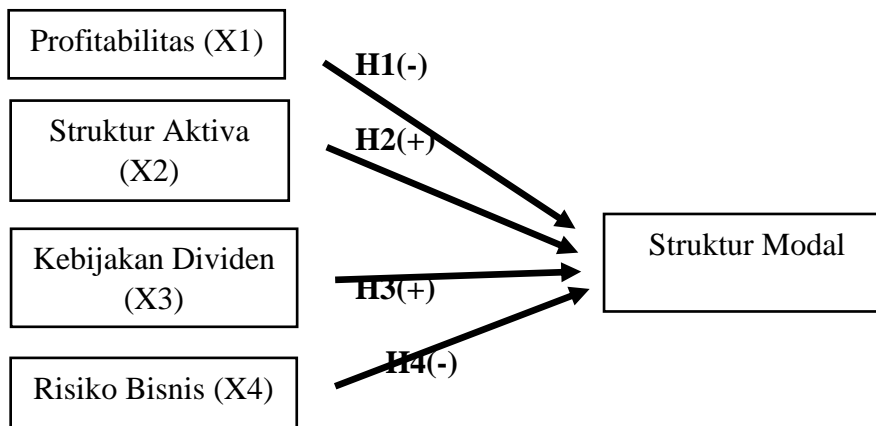 Profitabilitas (X1)
H1(-)
Struktur Aktiva
(X2)
H2(+)
Kebijakan Dividen
(X3)
H3(+)
Risiko Bisnis (X4)
H4(-)
Struktur Modal